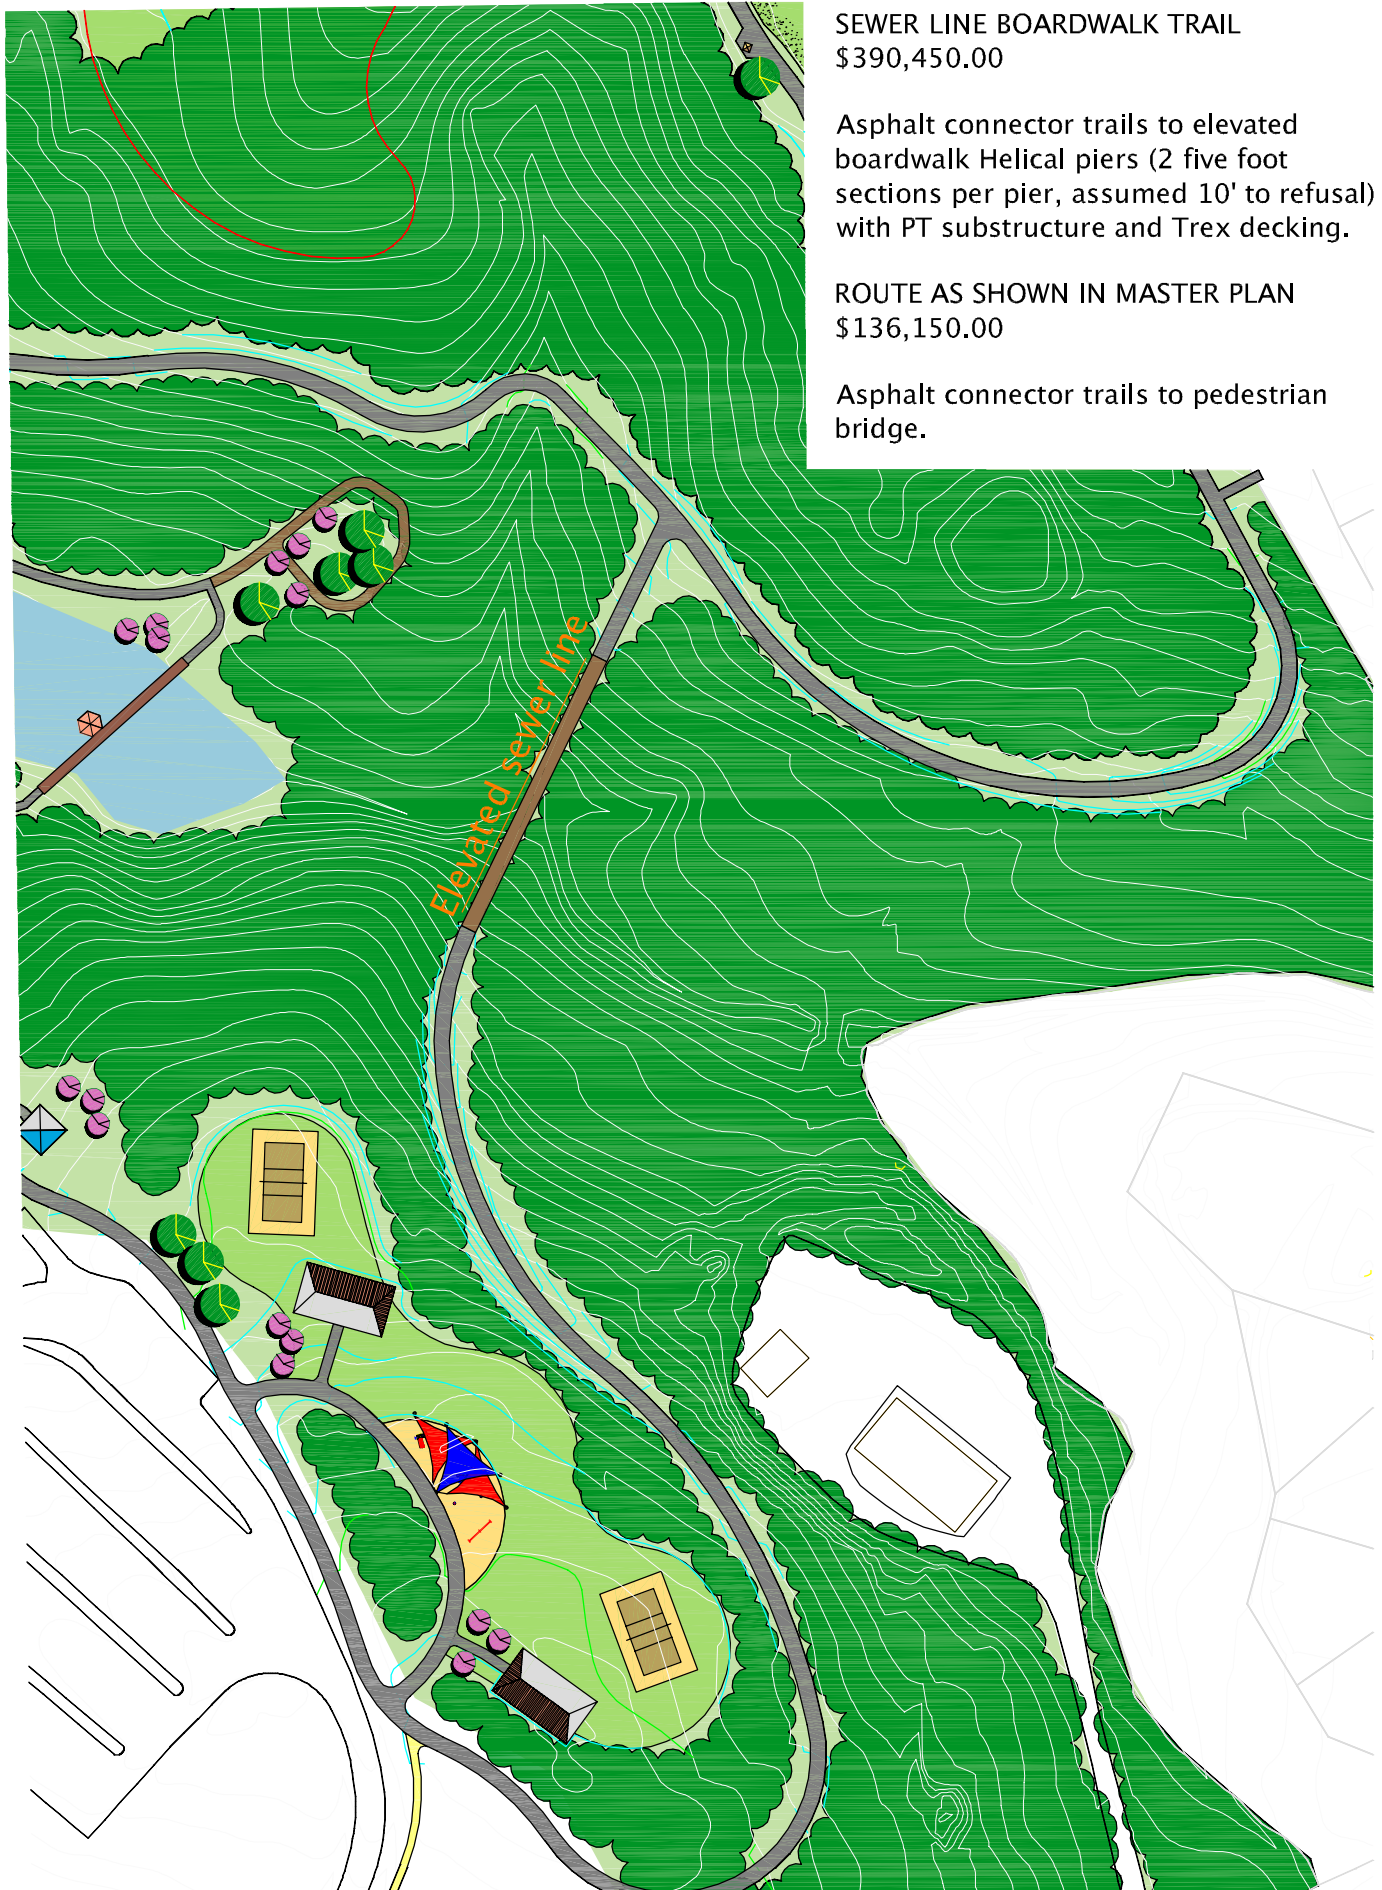 SEWER LINE BOARDWALK TRAIL
$390,450.00
Asphalt connector trails to elevated
boardwalk Helical piers (2 five foot
sections per pier, assumed 10' to refusal)
with PT substructure and Trex decking.
ROUTE AS SHOWN IN MASTER PLAN
$136,150.00
Asphalt connector trails to pedestrian
bridge.
Elevated sewer line